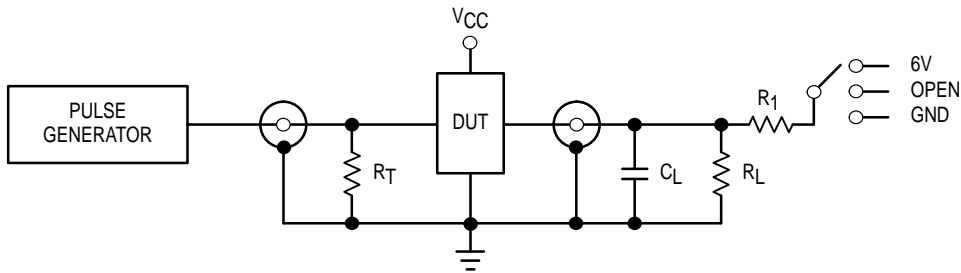 VCC
PULSE
GENERATOR
DUT
RT
CL
RL
R1
6V
OPEN
GND